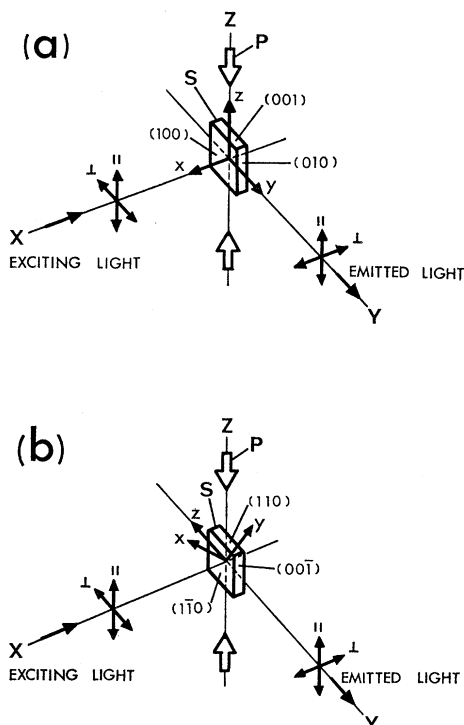 (a)
Z
P
S
z
(001)
(100)
(010)
x
y
⊥
||
X
EXCITING LIGHT
||
⊥
EMITTED LIGHT
Y
(b)
Z
P
S
(110)
z
y
x
(001̄)
(11̄0)
⊥
||
X
EXCITING LIGHT
||
⊥
EMITTED LIGHT
Y